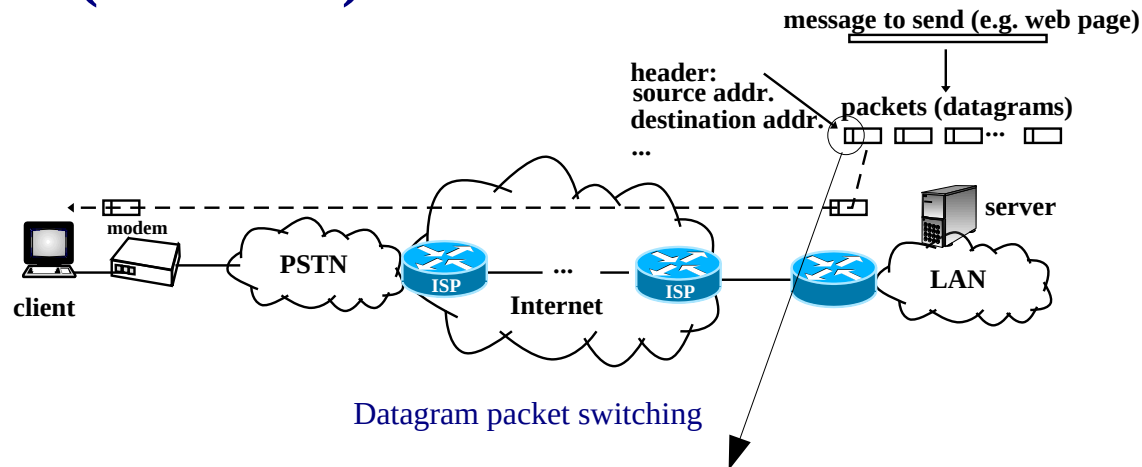 message to send (e.g. web page)
header:
source addr.
destination addr.
...
packets (datagrams)
...
modem
server
PSTN
ISP
...
Internet
ISP
LAN
client
Datagram packet switching